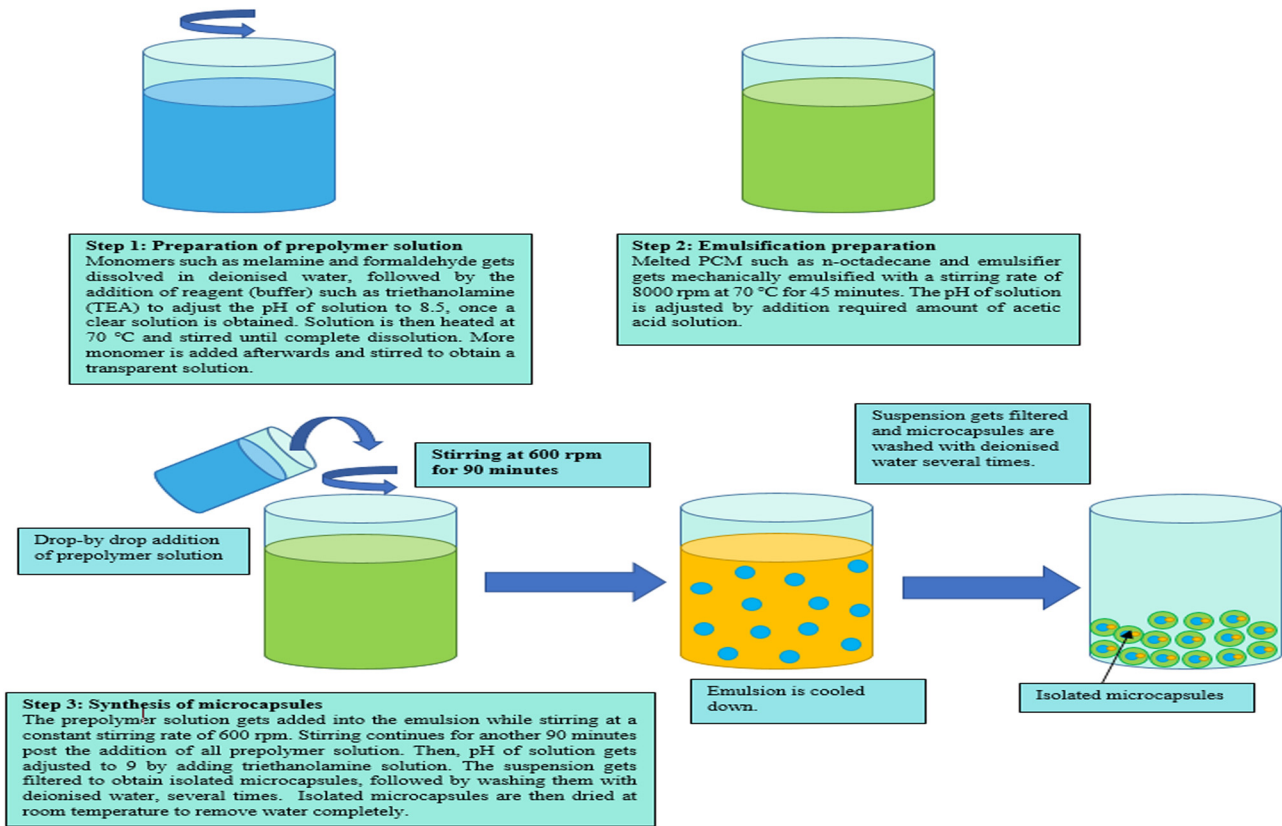 Step 1: Preparation of prepolymer solution
Monomers such as melamine and formaldehyde gets
dissolved in deionised water, followed by the
addition of reagent (buffer) such as triethanolamine
(TEA) to adjust the pH of solution to 8.5, once a
clear solution is obtained. Solution is then heated at
70 °C and stirred until complete dissolution. More
monomer is added afterwards and stirred to obtain a
transparent solution.
Step 2: Emulsification preparation
Melted PCM such as n-octadecane and emulsifier
gets mechanically emulsified with a stirring rate of
8000 rpm at 70 °C for 45 minutes. The pH of solution
is adjusted by addition required amount of acetic
acid solution.
Drop-by drop addition
of prepolymer solution
Stirring at 600 rpm
for 90 minutes
Suspension gets filtered
and microcapsules are
washed with deionised
water several times.
Step 3: Synthesis of microcapsules
The prepolymer solution gets added into the emulsion while stirring at a
constant stirring rate of 600 rpm. Stirring continues for another 90 minutes
post the addition of all prepolymer solution. Then, pH of solution gets
adjusted to 9 by adding triethanolamine solution. The suspension gets
filtered to obtain isolated microcapsules, followed by washing them with
deionised water, several times. Isolated microcapsules are then dried at
room temperature to remove water completely.
Emulsion is cooled
down.
Isolated microcapsules